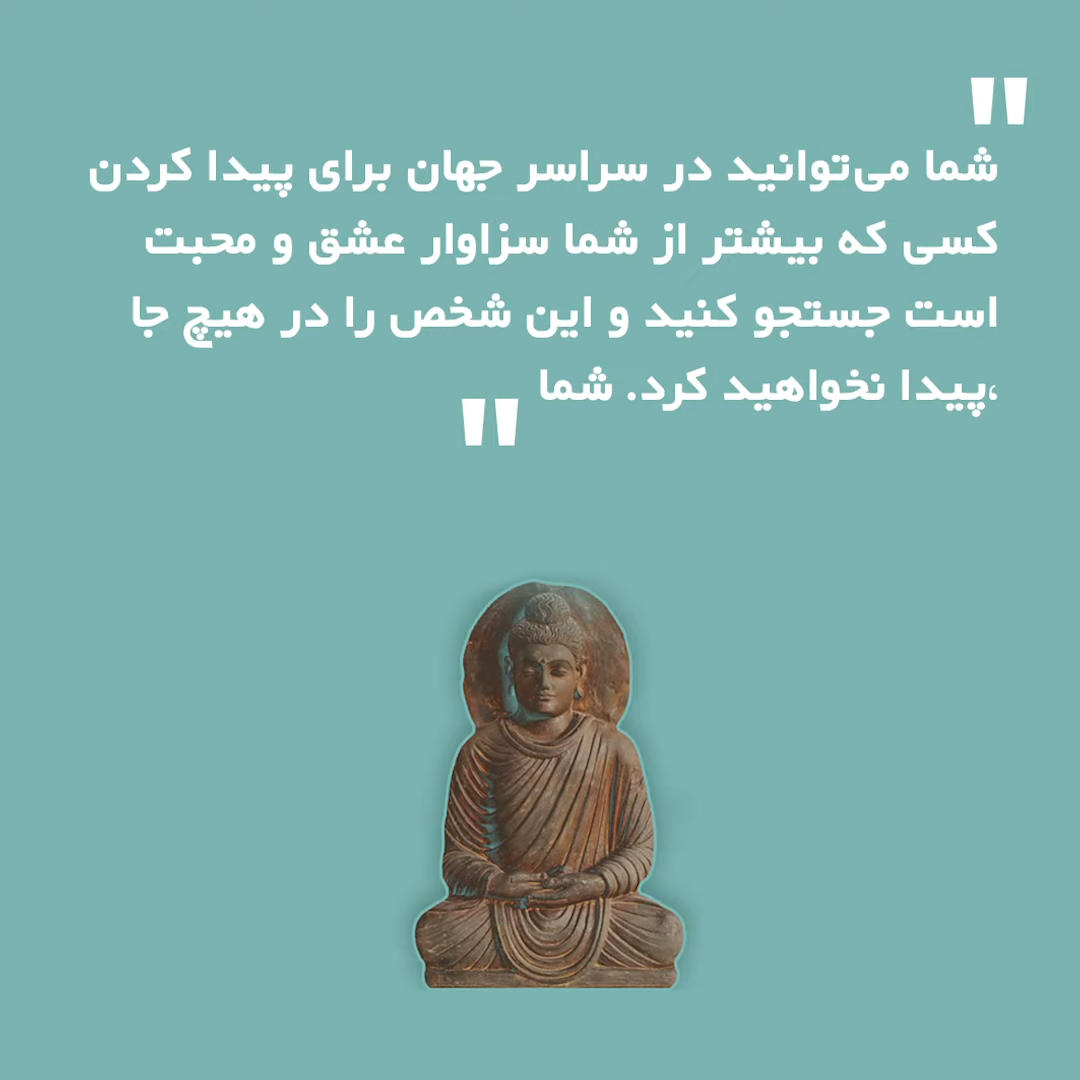 "
شما می‌توانید در سراسر جهان برای پیدا کردن
کسی که بیشتر از شما سزاوار عشق و محبت
است جستجو کنید و این شخص را در هیچ جا
،پیدا نخواهید کرد. شما
"